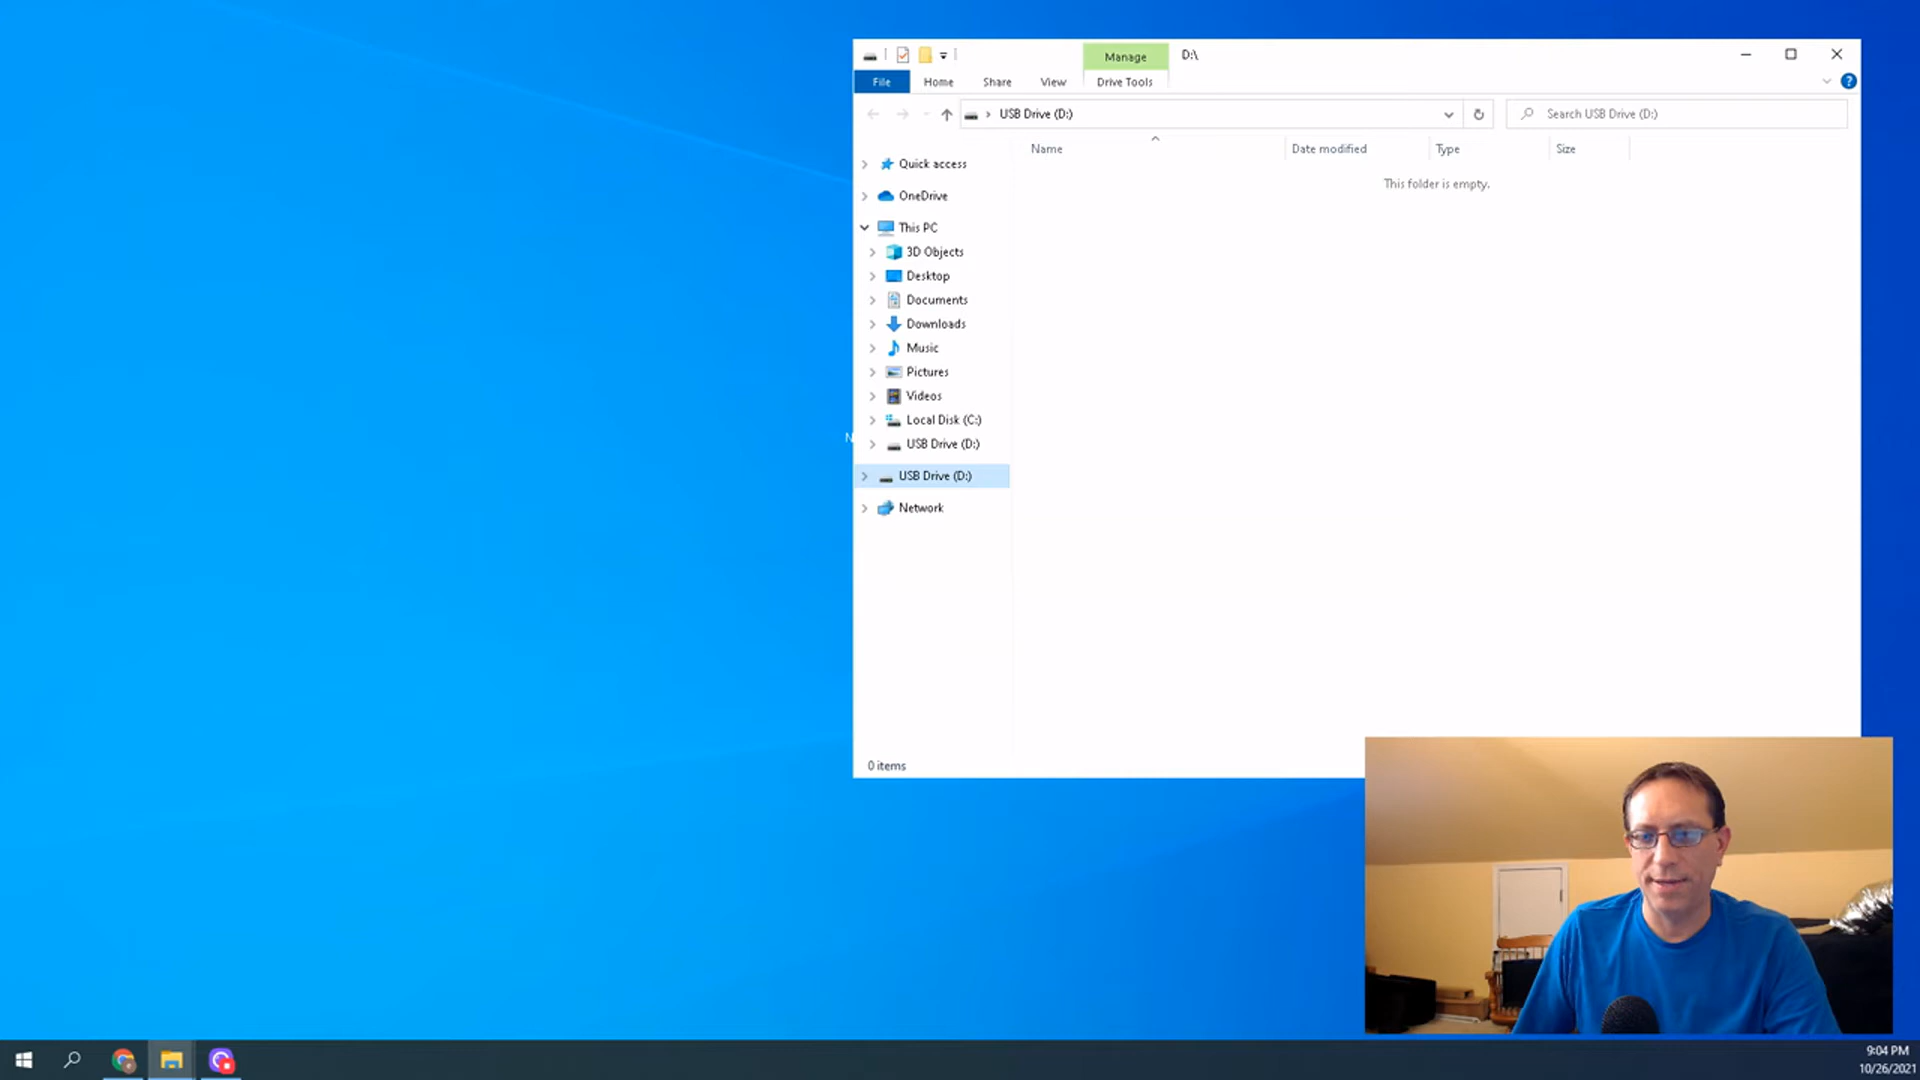 Manage
D:\
File
Home
Share
View
Drive Tools
USB Drive (D:)
Search USB Drive (D:)
Name
Date modified
Type
Size
This folder is empty.
Quick access
OneDrive
This PC
3D Objects
Desktop
Documents
Downloads
Music
Pictures
Videos
Local Disk (C:)
USB Drive (D:)
USB Drive (D:)
Network
N
0 items
9:04 PM
10/26/2021